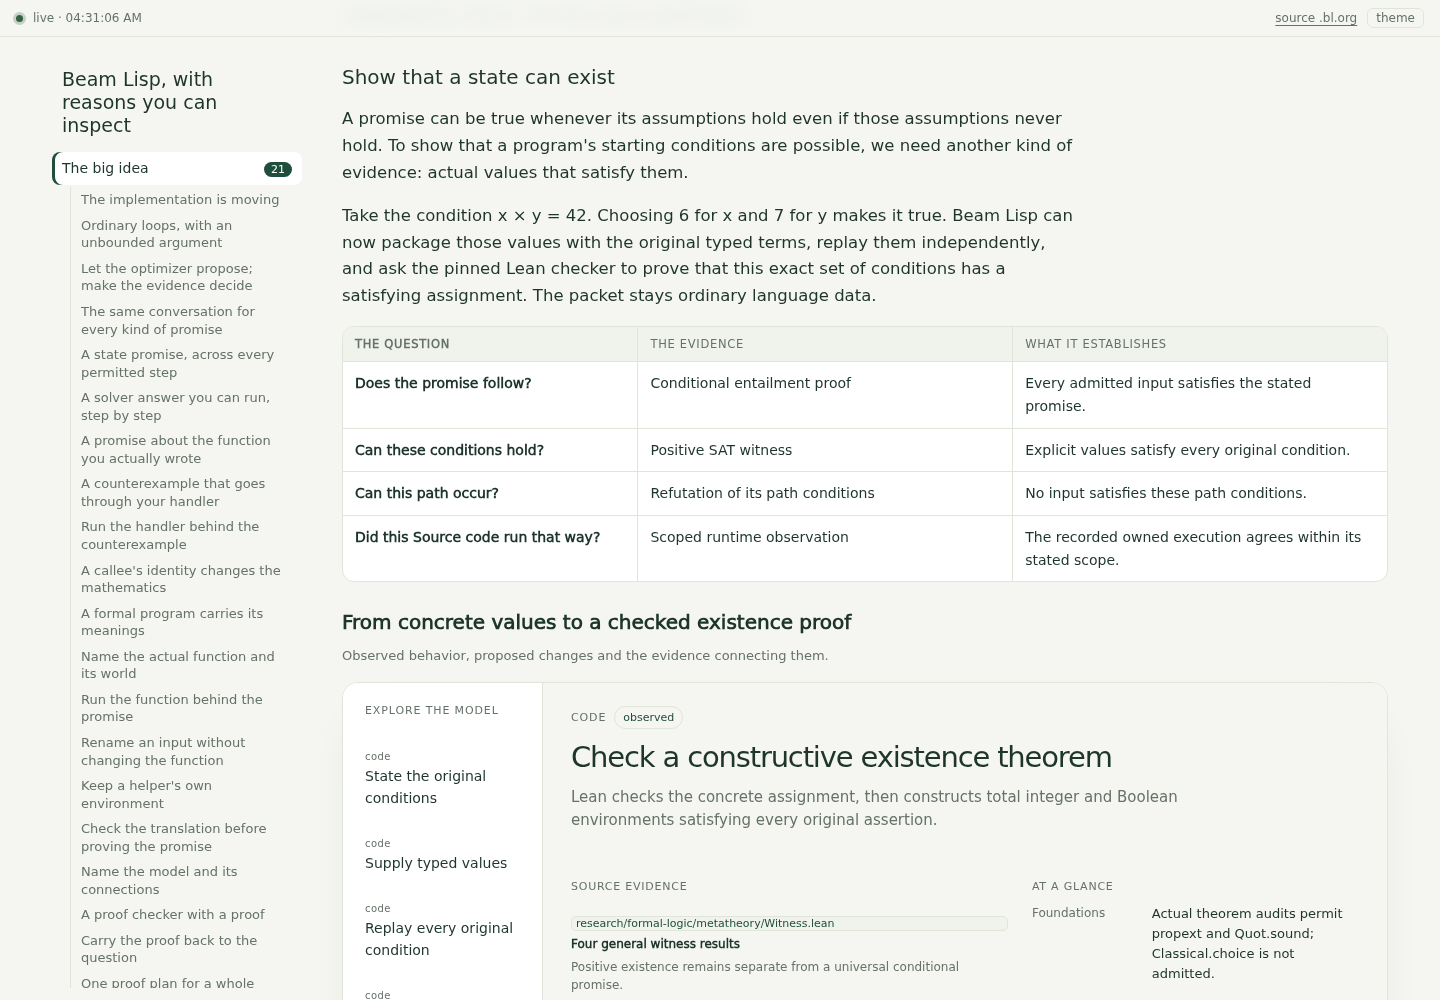 live · 04:31:06 AM
source .bl.org
theme
Beam Lisp, with
reasons you can
inspect
The big idea
21
The implementation is moving
Ordinary loops, with an
unbounded argument
Let the optimizer propose;
make the evidence decide
The same conversation for
every kind of promise
A state promise, across every
permitted step
A solver answer you can run,
step by step
A promise about the function
you actually wrote
A counterexample that goes
through your handler
Run the handler behind the
counterexample
A callee's identity changes the
mathematics
A formal program carries its
meanings
Name the actual function and
its world
Run the function behind the
promise
Rename an input without
changing the function
Keep a helper's own
environment
Check the translation before
proving the promise
Name the model and its
connections
A proof checker with a proof
Carry the proof back to the
question
One proof plan for a whole
Show that a state can exist
A promise can be true whenever its assumptions hold even if those assumptions never
hold. To show that a program's starting conditions are possible, we need another kind of
evidence: actual values that satisfy them.
Take the condition x × y = 42. Choosing 6 for x and 7 for y makes it true. Beam Lisp can
now package those values with the original typed terms, replay them independently,
and ask the pinned Lean checker to prove that this exact set of conditions has a
satisfying assignment. The packet stays ordinary language data.
THE QUESTION
THE EVIDENCE
WHAT IT ESTABLISHES
Does the promise follow?
Conditional entailment proof
Every admitted input satisfies the stated
promise.
Can these conditions hold?
Positive SAT witness
Explicit values satisfy every original condition.
Can this path occur?
Refutation of its path conditions
No input satisfies these path conditions.
Did this Source code run that way?
Scoped runtime observation
The recorded owned execution agrees within its
stated scope.
From concrete values to a checked existence proof
Observed behavior, proposed changes and the evidence connecting them.
EXPLORE THE MODEL
code
State the original
conditions
code
Supply typed values
code
Replay every original
condition
code
CODE
observed
Check a constructive existence theorem
Lean checks the concrete assignment, then constructs total integer and Boolean
environments satisfying every original assertion.
SOURCE EVIDENCE
research/formal-logic/metatheory/Witness.lean
Four general witness results
Positive existence remains separate from a universal conditional
promise.
AT A GLANCE
Foundations
Actual theorem audits permit
propext and Quot.sound;
Classical.choice is not
admitted.